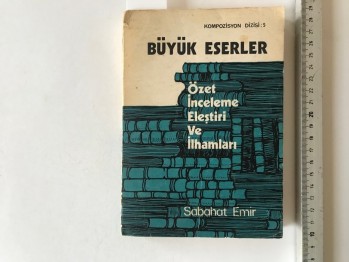 KOMPOZİSYON DİZİSİ: 5
BÜYÜK ESERLER
Özet
İnceleme
Eleştiri
Ve
İlhamları
Sabahat Emir